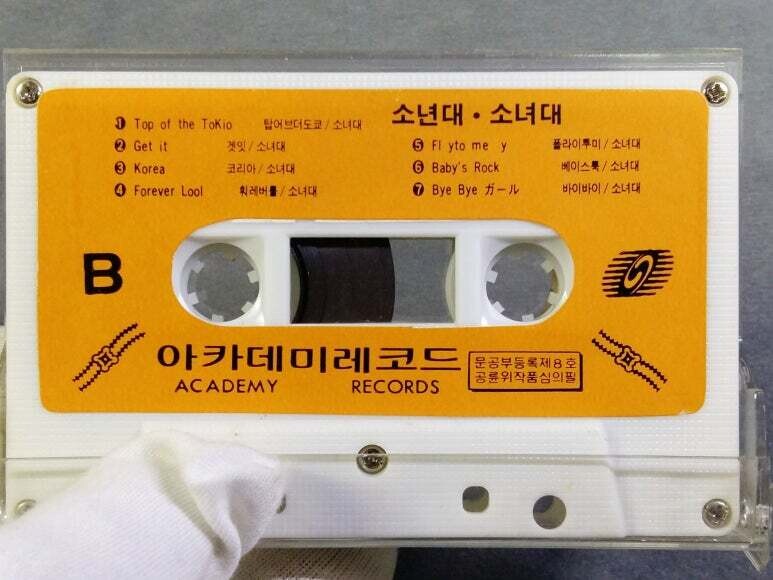 소년대・소녀대
❶ Top of the ToKio 탑어브더도쿄/소녀대
❷ Get it 겟잇/소녀대
❸ Korea 코리아/소녀대
❹ Forever Lool 훠레버룰/소녀대
❺ Fl yto me y 플라이투미/소녀대
❻ Baby's Rock 베이스록/소녀대
❼ Bye Bye ガール 바이바이/소녀대
B
아카데미레코드
ACADEMY RECORDS
문공부등록제8호
공륜위작품심의필